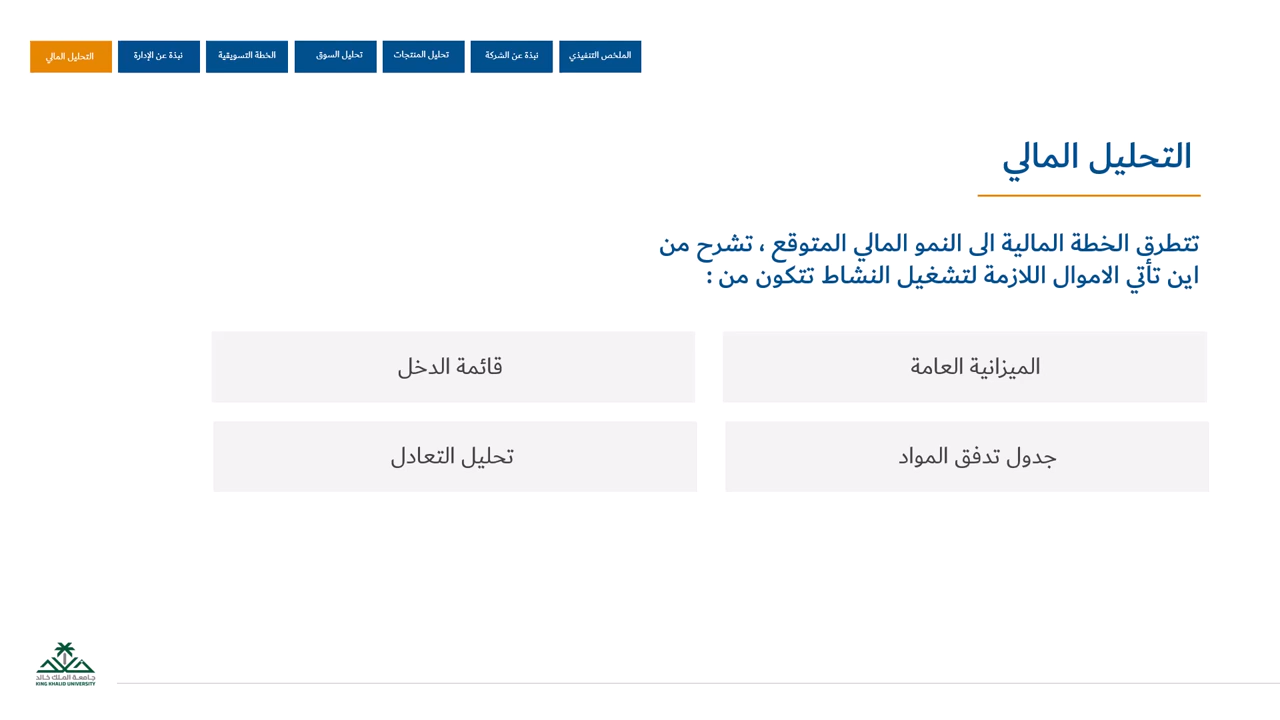 الملخص التنفيذي
نبذة عن الشركة
تحليل المنتجات
تحليل السوق
الخطة التسويقية
نبذة عن الإدارة
التحليل المالي
التحليل المالي
تتطرق الخطة المالية الى النمو المالي المتوقع ، تشرح من
اين تأتي الاموال اللازمة لتشغيل النشاط تتكون من :
الميزانية العامة
قائمة الدخل
جدول تدفق المواد
تحليل التعادل
جامعة الملك خالد
KING KHALID UNIVERSITY